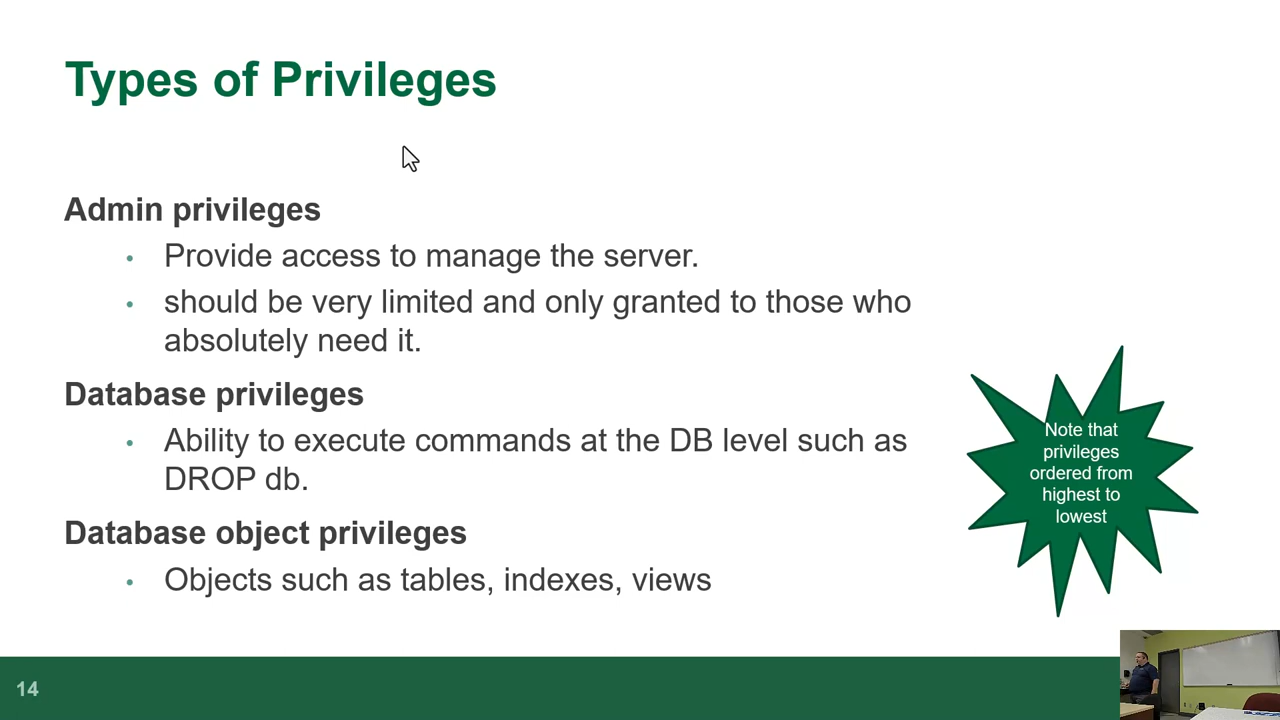 Types of Privileges
Admin privileges
• Provide access to manage the server.
• should be very limited and only granted to those who
absolutely need it.
Database privileges
• Ability to execute commands at the DB level such as
DROP db.
Database object privileges
• Objects such as tables, indexes, views
Note that
privileges
ordered from
highest to
lowest
14